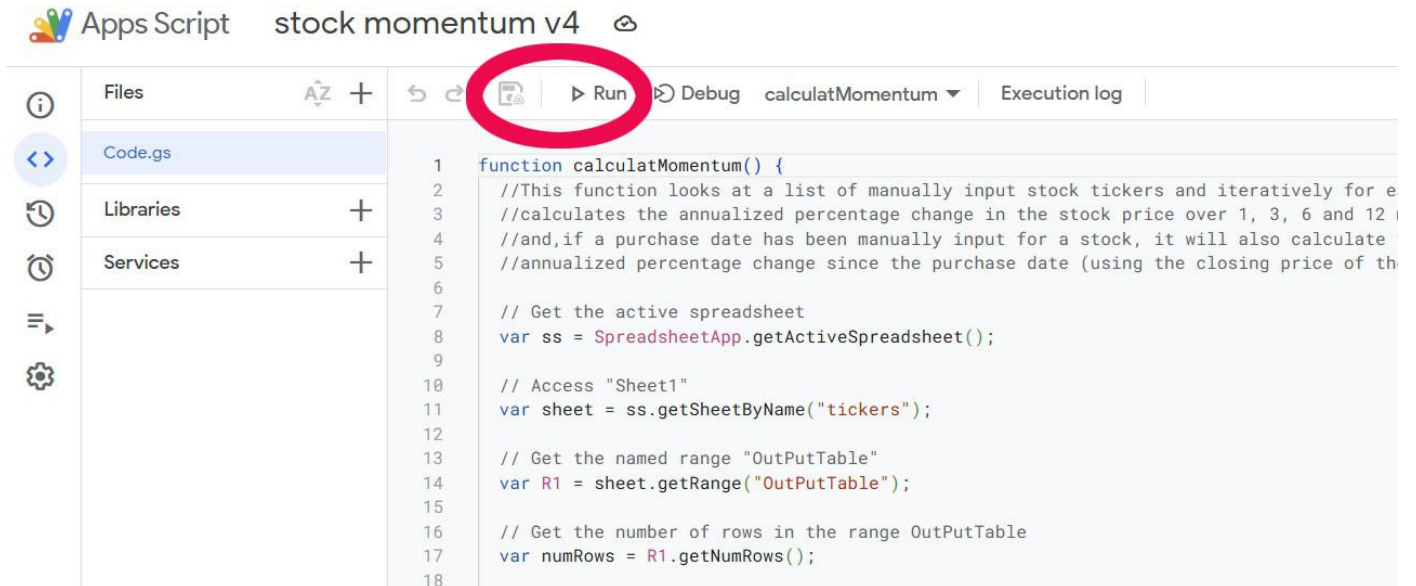 Apps Script stock momentum v4
Files AZ
Run Debug calculatMomentum Execution log
Code.gs
Libraries
Services
1 function calculatMomentum() {
2 //This function looks at a list of manually input stock tickers and iteratively for e
3 //calculates the annualized percentage change in the stock price over 1, 3, 6 and 12
4 //and,if a purchase date has been manually input for a stock, it will also calculate
5 //annualized percentage change since the purchase date (using the closing price of th
6
7 // Get the active spreadsheet
8 var ss = SpreadsheetApp.getActiveSpreadsheet();
9
10 // Access "Sheet1"
11 var sheet = ss.getSheetByName("tickers");
12
13 // Get the named range "OutPutTable"
14 var R1 = sheet.getRange("OutPutTable");
15
16 // Get the number of rows in the range OutPutTable
17 var numRows = R1.getNumRows();
18